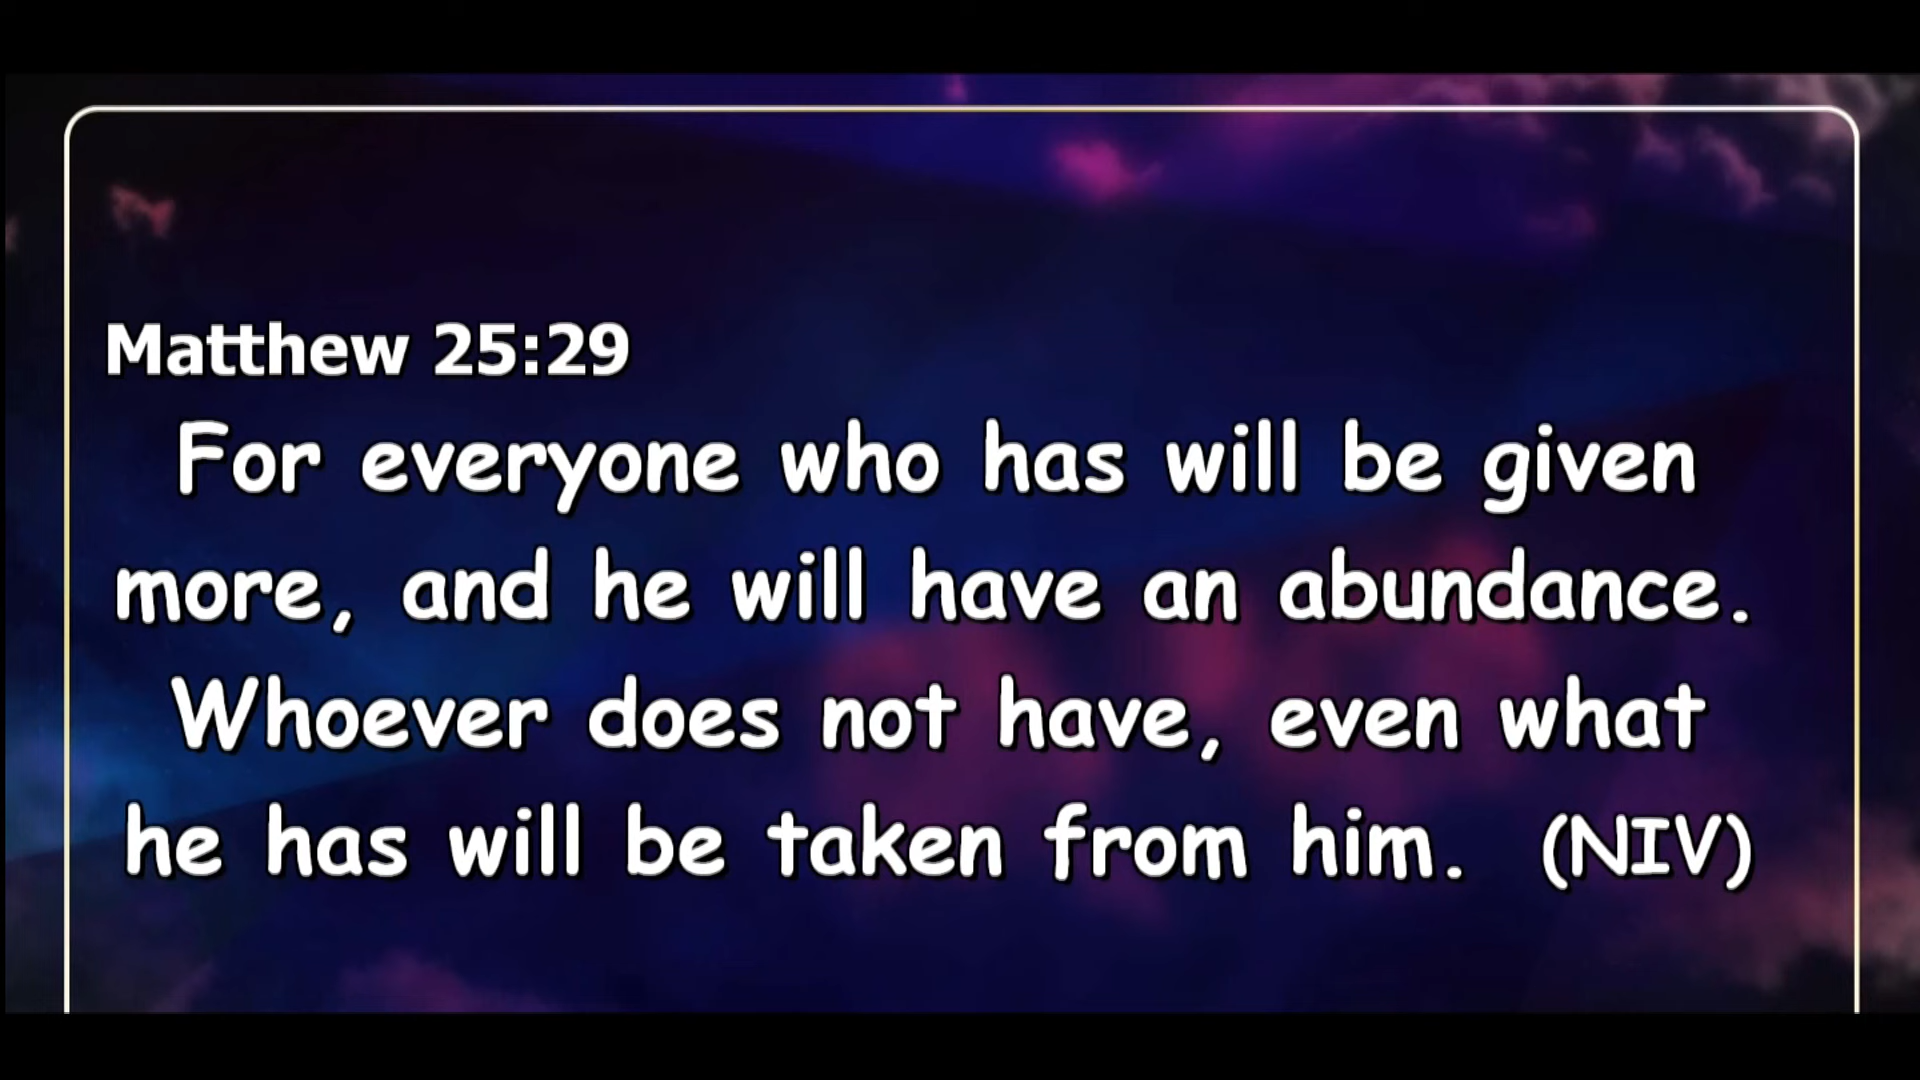 Matthew 25:29
For everyone who has will be given
more, and he will have an abundance.
Whoever does not have, even what
he has will be taken from him. (NIV)